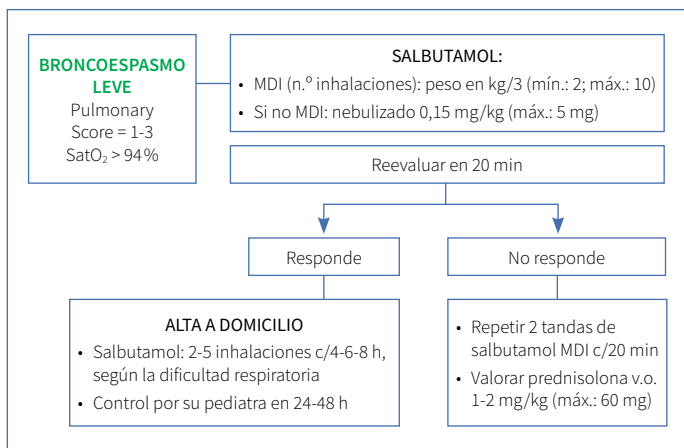 BRONCOESPASMO
LEVE
Pulmonary
Score = 1-3
SatO₂ > 94 %
SALBUTAMOL:
• MDI (n.º inhalaciones): peso en kg/3 (mín.: 2; máx.: 10)
• Si no MDI: nebulizado 0,15 mg/kg (máx.: 5 mg)
Reevaluar en 20 min
Responde
No responde
ALTA A DOMICILIO
• Salbutamol: 2-5 inhalaciones c/4-6-8 h,
según la dificultad respiratoria
• Control por su pediatra en 24-48 h
• Repetir 2 tandas de
salbutamol MDI c/20 min
• Valorar prednisolona v.o.
1-2 mg/kg (máx.: 60 mg)